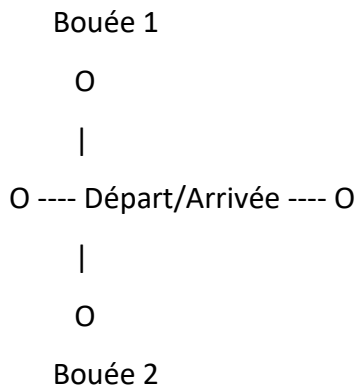 Bouée 1
O
|
O ---- Départ/Arrivée ---- O
|
O
Bouée 2